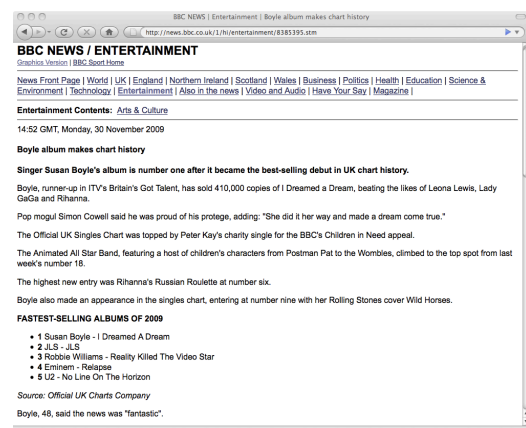 BBC NEWS | Entertainment | Boyle album makes chart history
http://news.bbc.co.uk/1/hi/entertainment/8385395.stm
BBC NEWS / ENTERTAINMENT
Graphics Version | BBC Sport Home
News Front Page | World | UK | England | Northern Ireland | Scotland | Wales | Business | Politics | Health | Education | Science &
Environment | Technology | Entertainment | Also in the news | Video and Audio | Have Your Say | Magazine |
Entertainment Contents: Arts & Culture
14:52 GMT, Monday, 30 November 2009
Boyle album makes chart history
Singer Susan Boyle's album is number one after it became the best-selling debut in UK chart history.
Boyle, runner-up in ITV's Britain's Got Talent, has sold 410,000 copies of I Dreamed a Dream, beating the likes of Leona Lewis, Lady
GaGa and Rihanna.
Pop mogul Simon Cowell said he was proud of his protege, adding: "She did it her way and made a dream come true."
The Official UK Singles Chart was topped by Peter Kay's charity single for the BBC's Children in Need appeal.
The Animated All Star Band, featuring a host of children's characters from Postman Pat to the Wombles, climbed to the top spot from last
week's number 18.
The highest new entry was Rihanna's Russian Roulette at number six.
Boyle also made an appearance in the singles chart, entering at number nine with her Rolling Stones cover Wild Horses.
FASTEST-SELLING ALBUMS OF 2009
• 1 Susan Boyle - I Dreamed A Dream
• 2 JLS - JLS
• 3 Robbie Williams - Reality Killed The Video Star
• 4 Eminem - Relapse
• 5 U2 - No Line On The Horizon
Source: Official UK Charts Company
Boyle, 48, said the news was "fantastic".